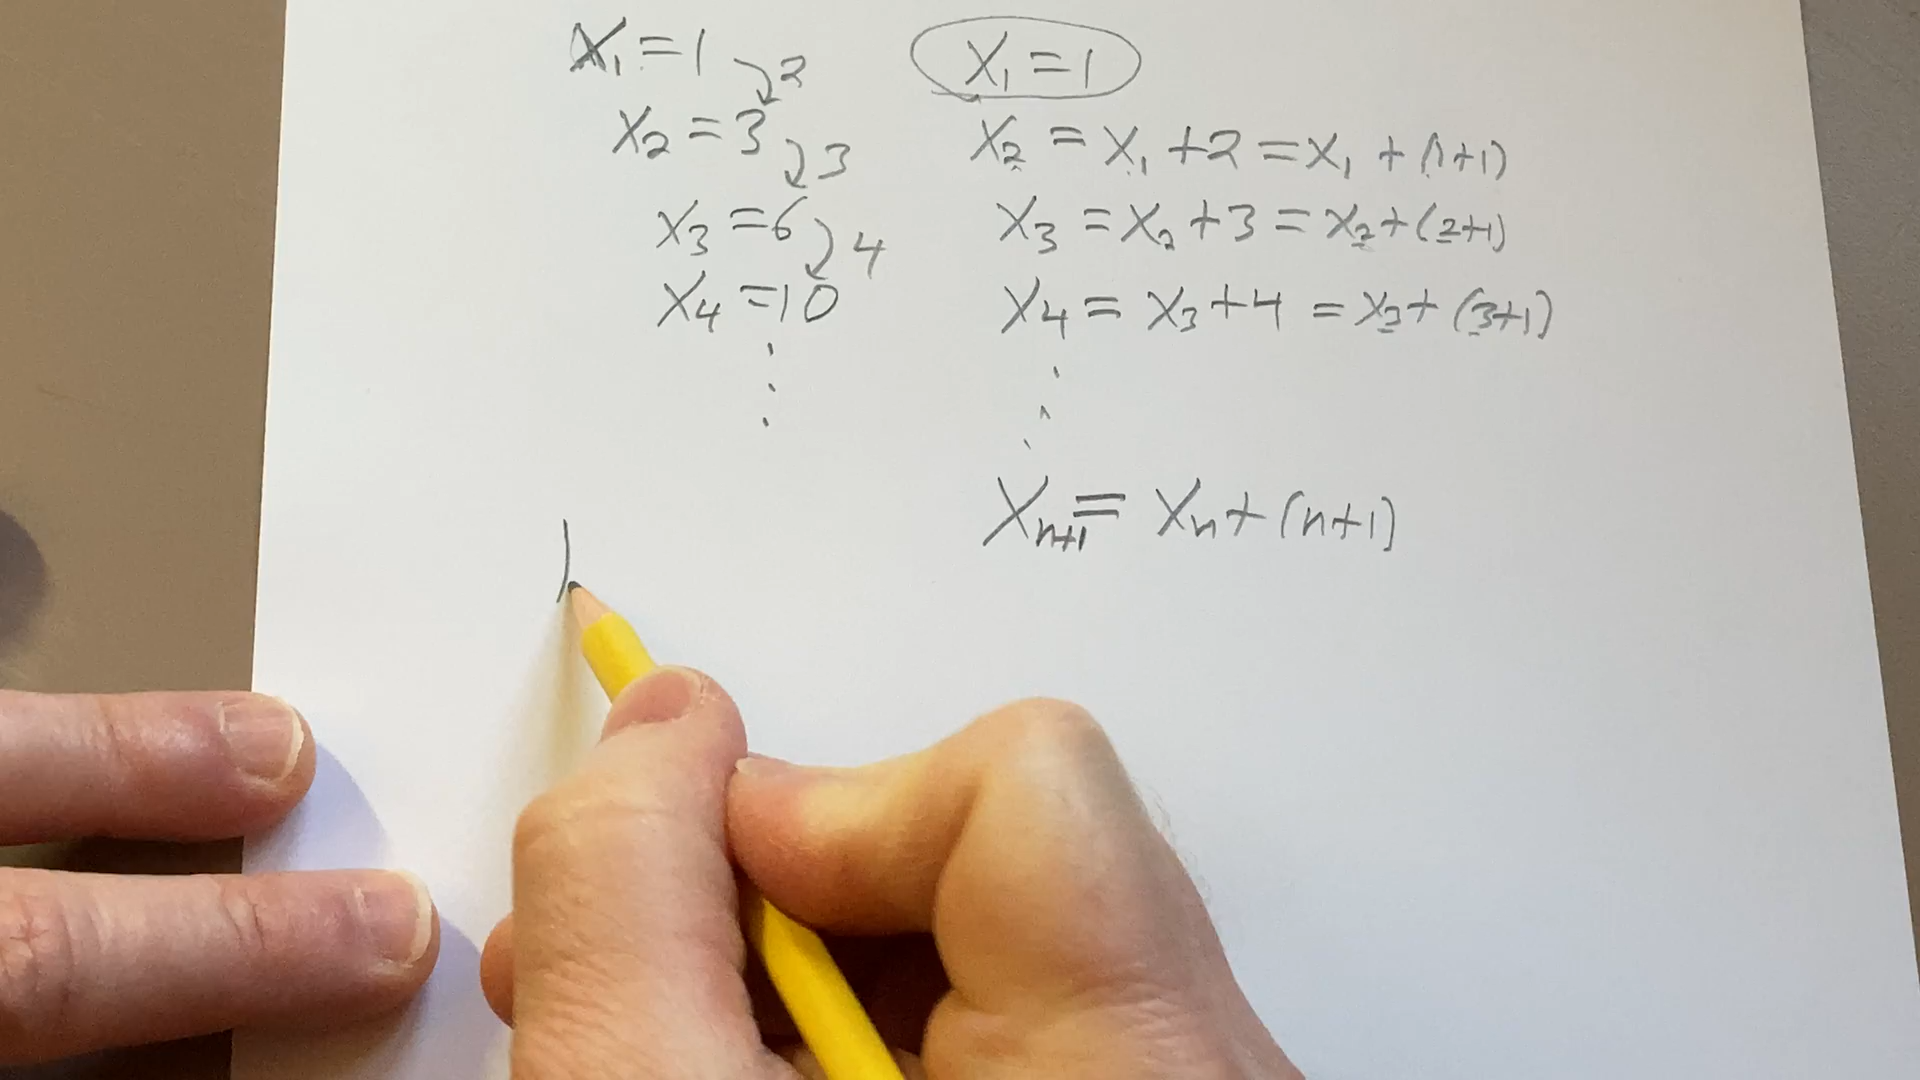 X₁ = 1 2 X₁ = 1
X₂ = 3 3 X₂ = X₁ + 2 = X₁ + (1+1)
X₃ = 6 4 X₃ = X₂ + 3 = X₂ + (2+1)
X₄ = 10 X₄ = X₃ + 4 = X₃ + (3+1)
Xₙ₊₁ = Xₙ + (n+1)